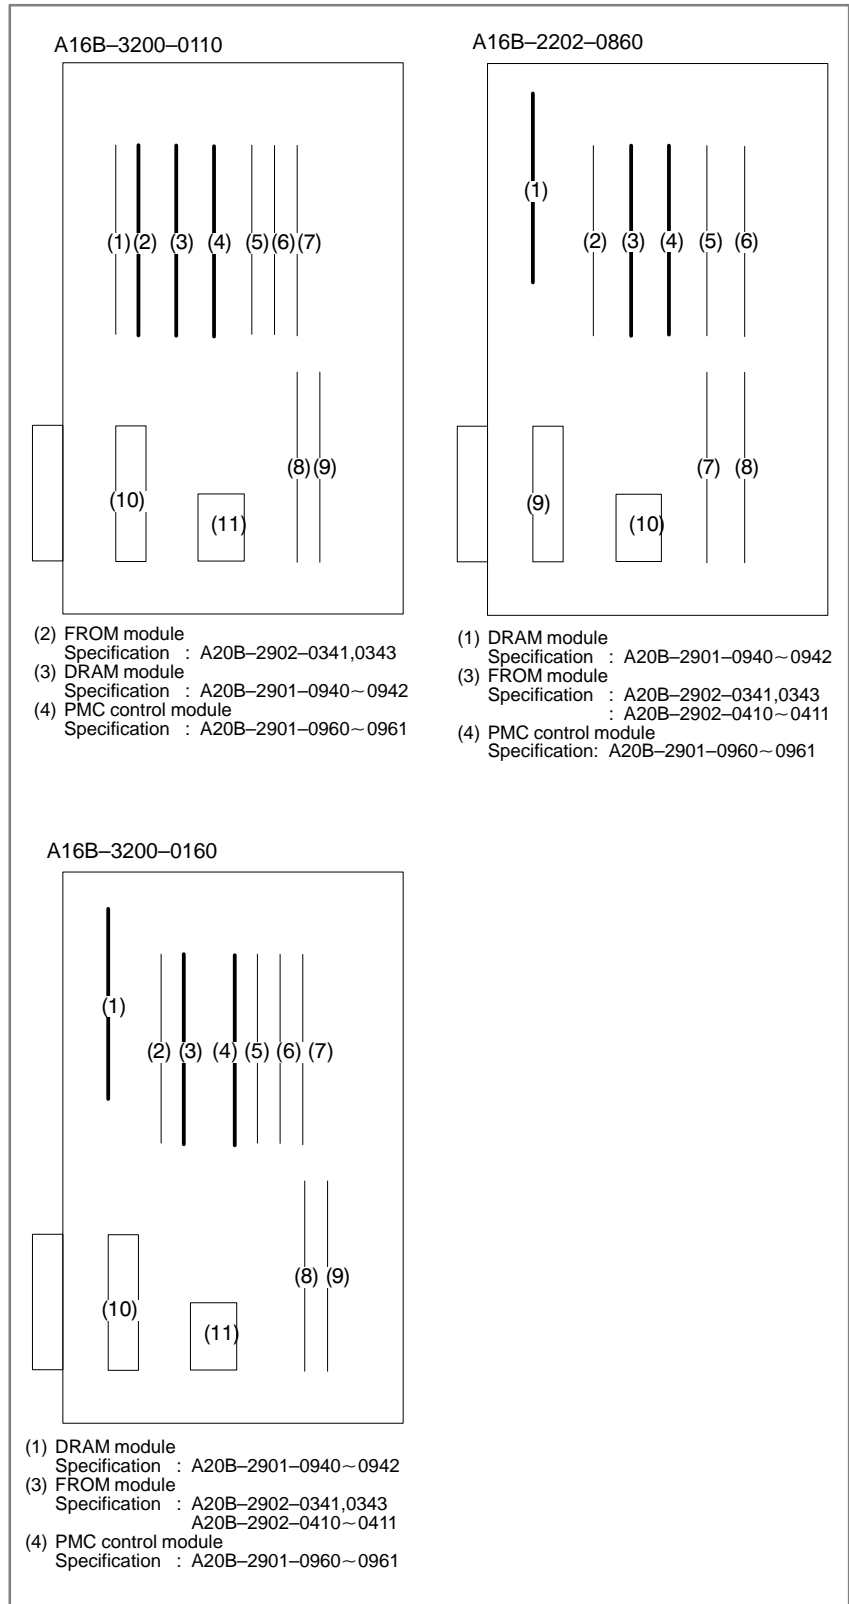 A16B–3200–0110
(1) (2) (3) (4) (5) (6) (7)
(8) (9)
(10)
(11)
(2) FROM module
Specification : A20B–2902–0341,0343
(3) DRAM module
Specification : A20B–2901–0940~0942
(4) PMC control module
Specification : A20B–2901–0960~0961
A16B–2202–0860
(1)
(2) (3) (4) (5) (6)
(7) (8)
(9)
(10)
(1) DRAM module
Specification : A20B–2901–0940~0942
(3) FROM module
Specification : A20B–2902–0341,0343
: A20B–2902–0410~0411
(4) PMC control module
Specification: A20B–2901–0960~0961
A16B–3200–0160
(1)
(2) (3) (4) (5) (6) (7)
(8) (9)
(10)
(11)
(1) DRAM module
Specification : A20B–2901–0940~0942
(3) FROM module
Specification : A20B–2902–0341,0343
A20B–2902–0410~0411
(4) PMC control module
Specification : A20B–2901–0960~0961